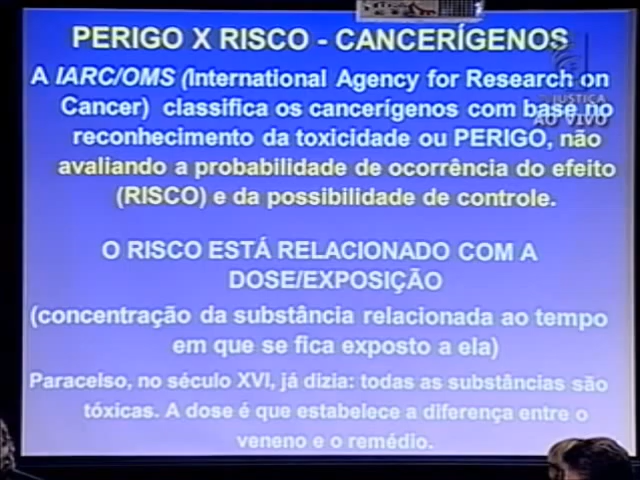 PERIGO X RISCO - CANCERÍGENOS
A IARC/OMS (International Agency for Research on
Cancer) classifica os cancerígenos com base no
JUSTIÇA
reconhecimento da toxicidade ou PERIGO, não
AO VIVO
avaliando a probabilidade de ocorrência do efeito
(RISCO) e da possibilidade de controle.
O RISCO ESTÁ RELACIONADO COM A
DOSE/EXPOSIÇÃO
(concentração da substância relacionada ao tempo
em que se fica exposto a ela)
Paracelso, no século XVI, já dizia: todas as substâncias são
tóxicas. A dose é que estabelece a diferença entre o
veneno e o remédio.